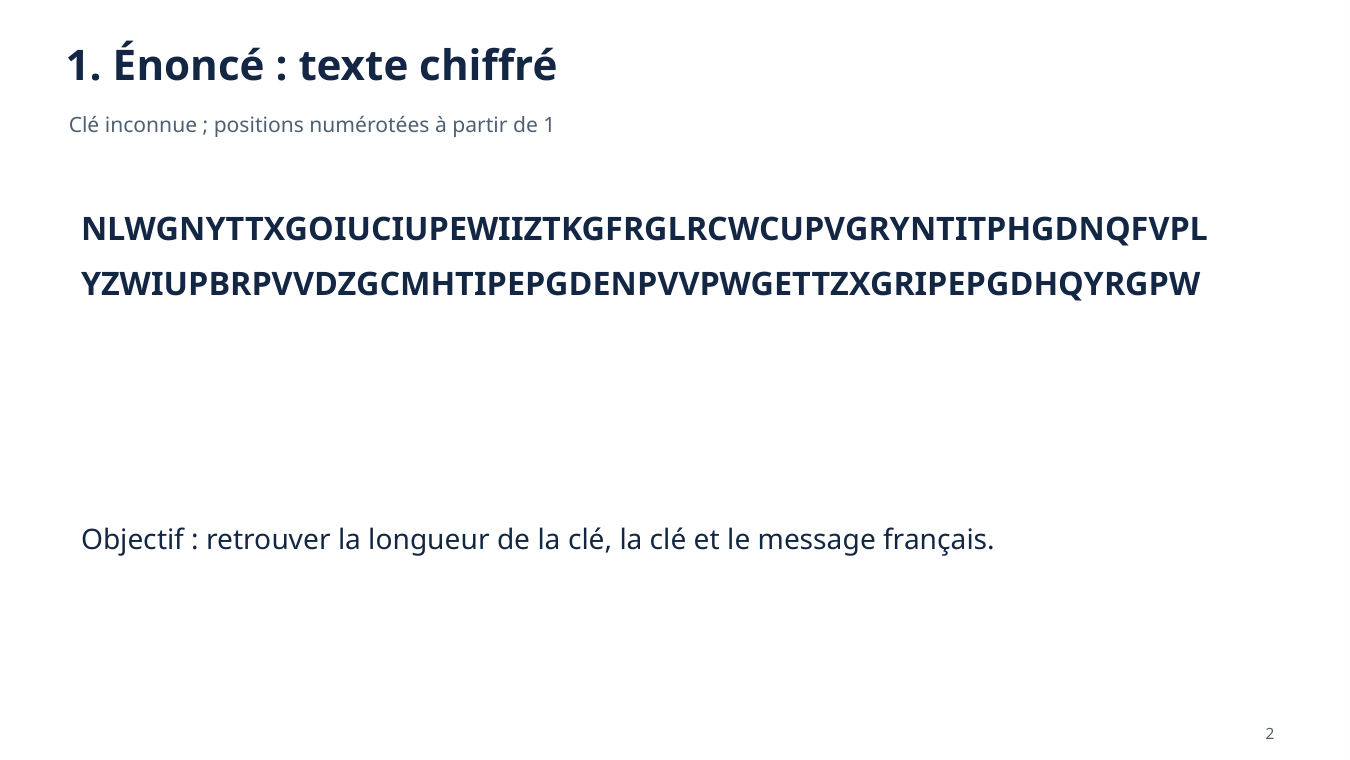 1. Énoncé : texte chiffré
Clé inconnue ; positions numérotées à partir de 1
NLWGNYTTXGOIUCIUPEWIIZTKGFRGLRCWCUPVGRYNTITPHGDNQFVPL
YZWIUPBRPVVDZGCMHTIPEPGDENPVVPWGETTZXGRIPEPGDHQYRGPW
Objectif : retrouver la longueur de la clé, la clé et le message français.
2